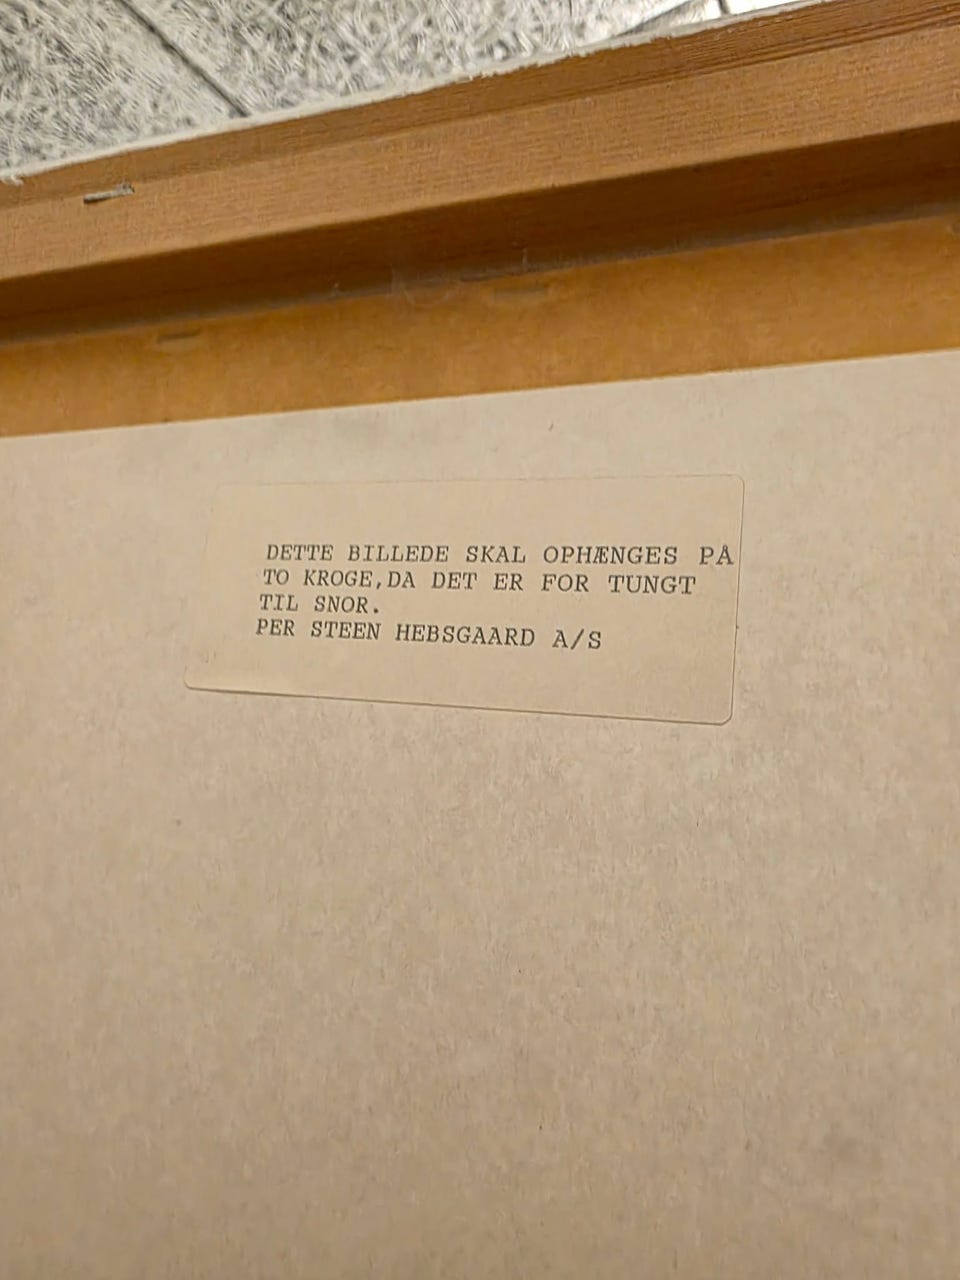 DETTE BILLEDE SKAL OPHÆNGES PÅ
TO KROGE,DA DET ER FOR TUNGT
TIL SNOR.
PER STEEN HEBSGAARD A/S